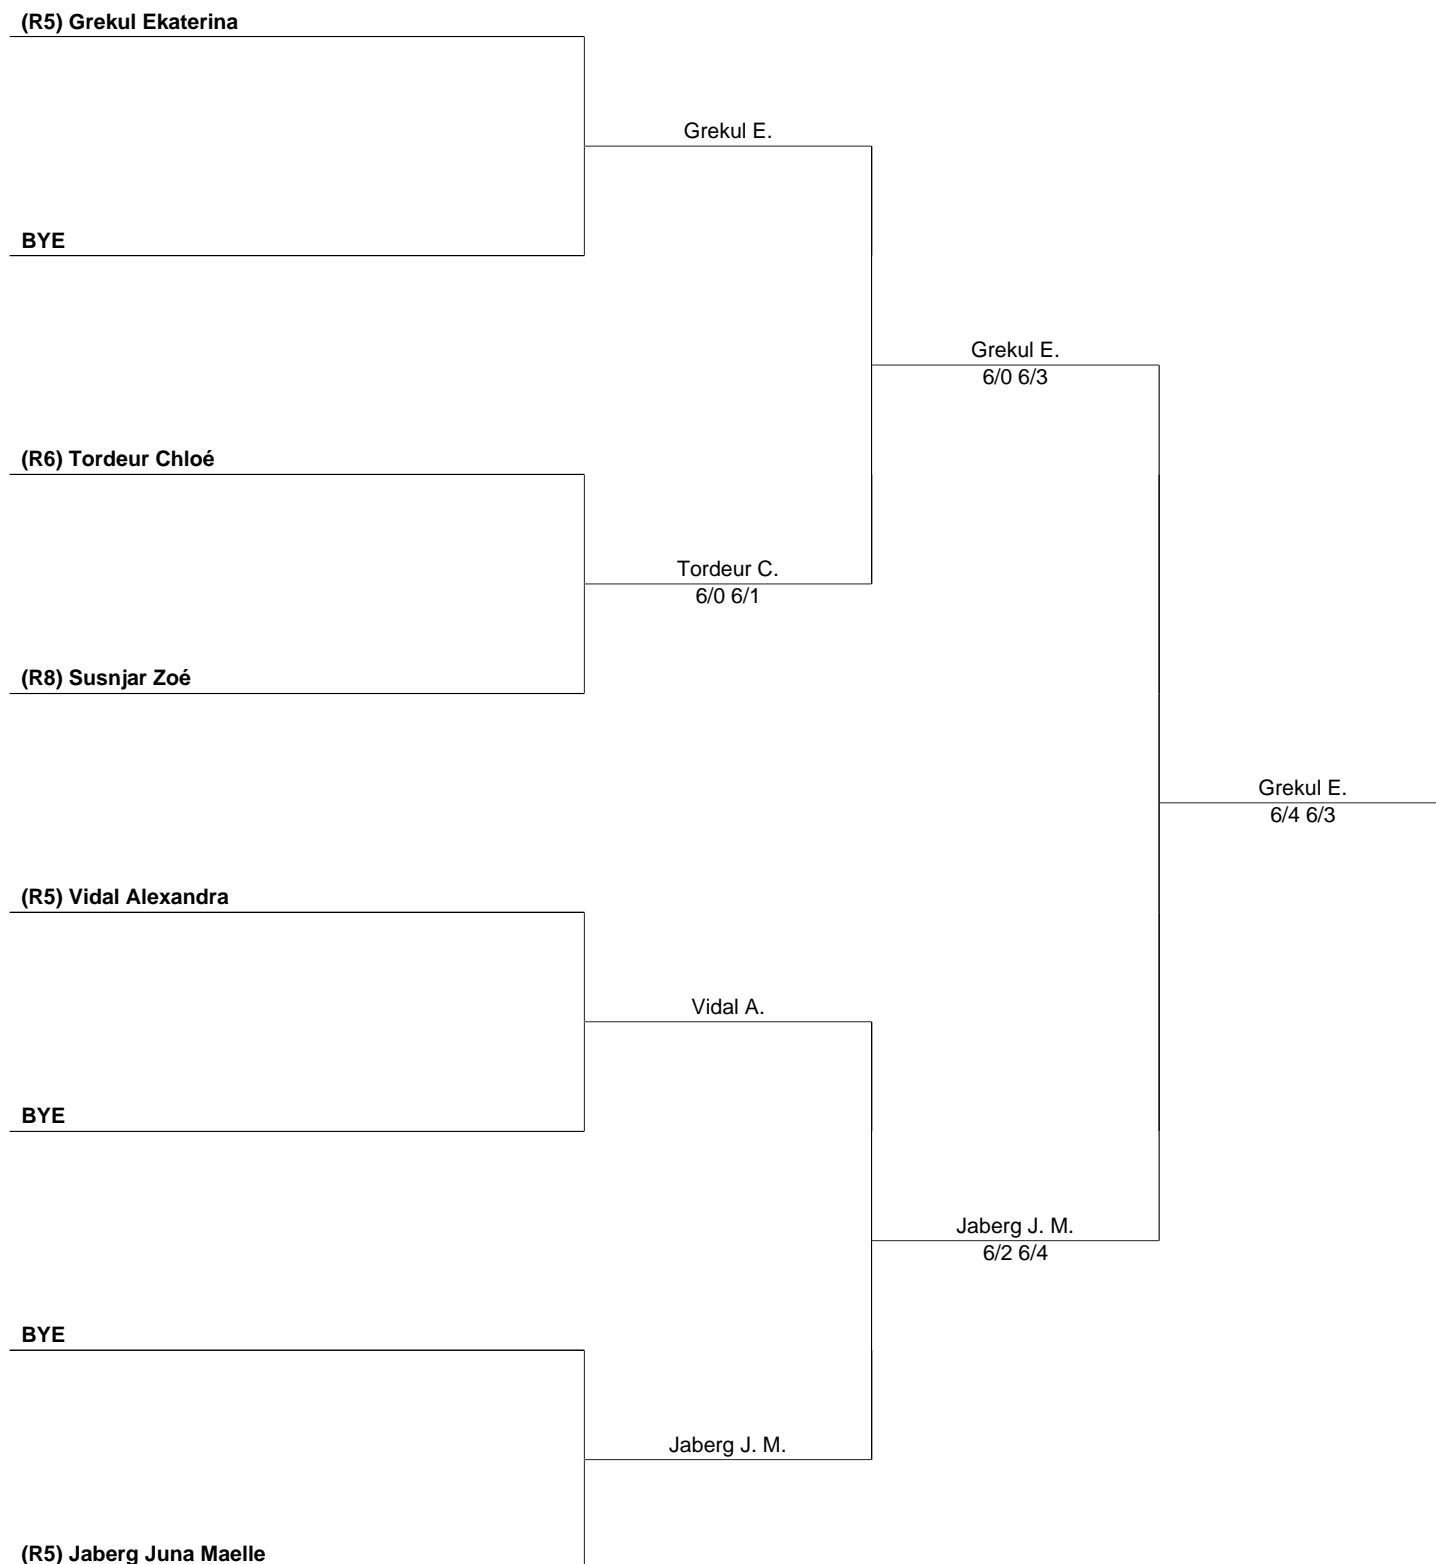 (R5) Grekul Ekaterina
Grekul E.
BYE
Grekul E.
6/0 6/3
(R6) Tordeur Chloé
Tordeur C.
6/0 6/1
(R8) Susnjar Zoé
Grekul E.
6/4 6/3
(R5) Vidal Alexandra
Vidal A.
BYE
Jaberg J. M.
6/2 6/4
BYE
Jaberg J. M.
(R5) Jaberg Juna Maelle